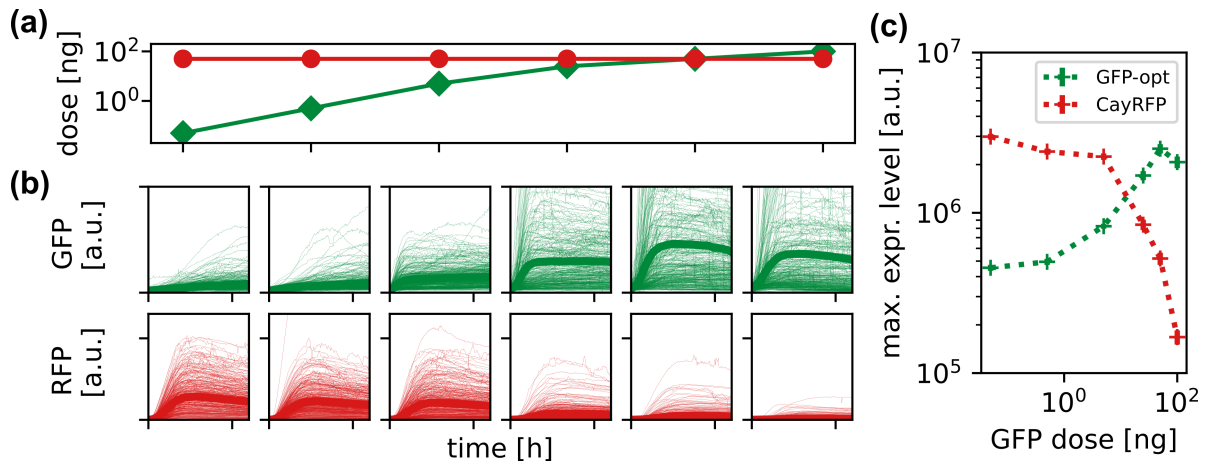 (a)
dose [ng]
10²
10⁰
(b)
GFP
[a.u.]
RFP
[a.u.]
time [h]
(c)
max. expr. level [a.u.]
10⁷
10⁶
10⁵
GFP-opt
CayRFP
10⁰ 10²
GFP dose [ng]